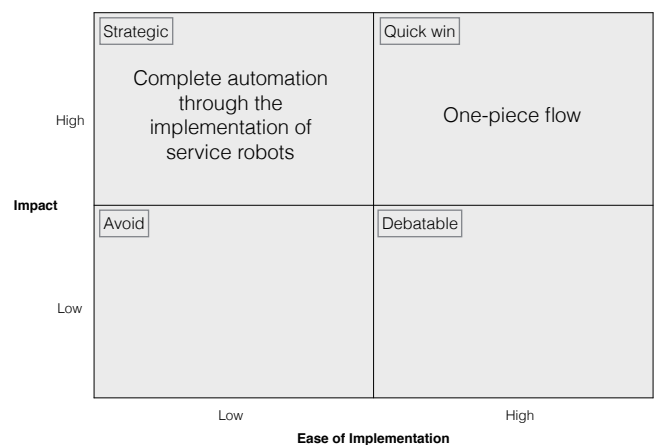 Strategic
Quick win
Complete automation
through the
implementation of
service robots
One-piece flow
High
Impact
Avoid
Debatable
Low
Low
High
Ease of Implementation